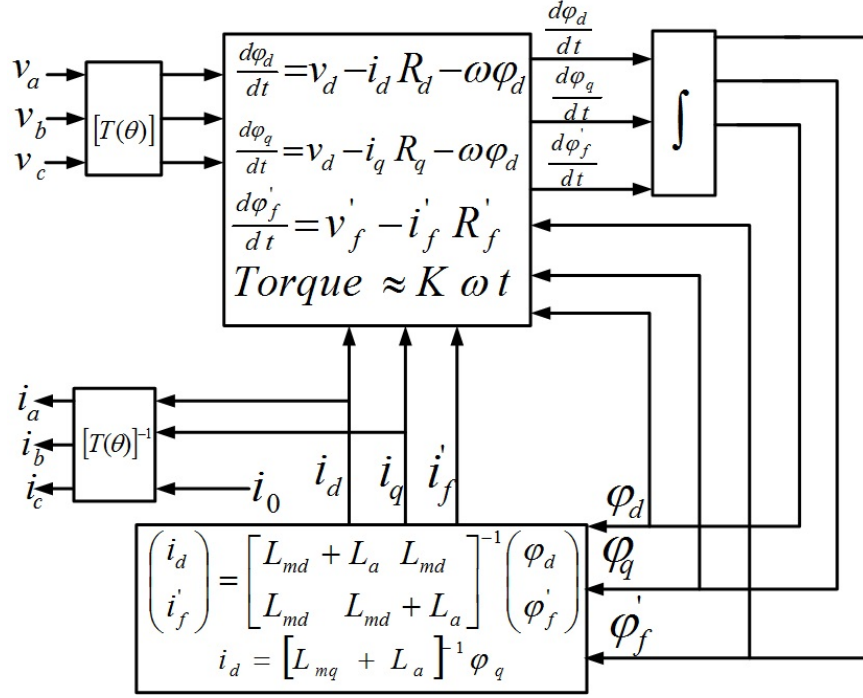 v_a
v_b
v_c
[T(θ)]
dφ_d/dt = v_d − i_d R_d − ωφ_d
dφ_q/dt = v_d − i_q R_q − ωφ_d
dφ'_f/dt = v'_f − i'_f R'_f
Torque ≈ K ω t
dφ_d/dt
dφ_q/dt
dφ'_f/dt
∫
i_a
i_b
i_c
[T(θ)]⁻¹
i_0
i_d
i_q
i'_f
φ_d
φ_q
φ'_f
(i_d i'_f) = [L_md + L_a L_md L_md L_md + L_a]⁻¹ (φ_d φ'_f)
i_d = [L_mq + L_a]⁻¹ φ_q